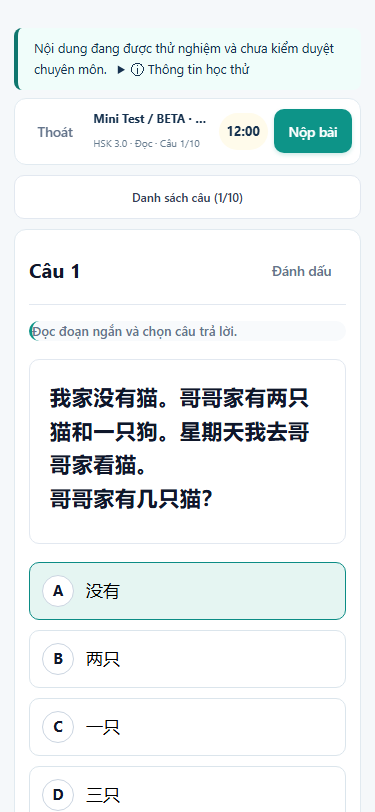 Nội dung đang được thử nghiệm và chưa kiểm duyệt
chuyên môn. ▶ ⓘ Thông tin học thử
Thoát
Mini Test / BETA · ...
HSK 3.0 · Đọc · Câu 1/10
12:00
Nộp bài
Danh sách câu (1/10)
Câu 1
Đánh dấu
Đọc đoạn ngắn và chọn câu trả lời.
我家没有猫。哥哥家有两只
猫和一只狗。星期天我去哥
哥家看猫。
哥哥家有几只猫？
A 没有
B 两只
C 一只
D 三只